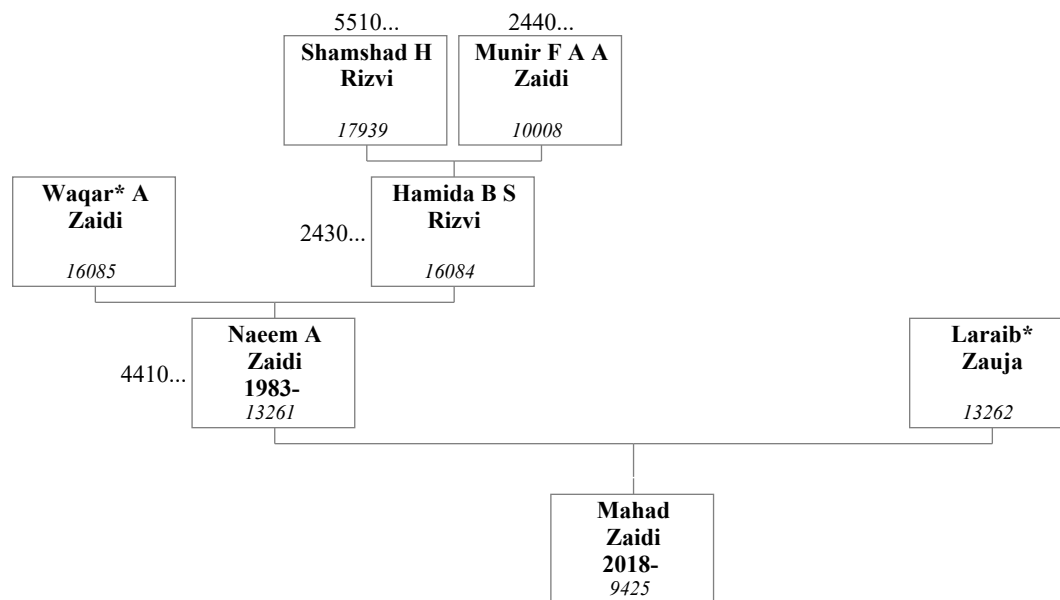 5510...
Shamshad H
Rizvi
17939
2440...
Munir F A A
Zaidi
10008
Waqar* A
Zaidi
16085
2430...
Hamida B S
Rizvi
16084
4410...
Naeem A
Zaidi
1983-
13261
Laraib*
Zauja
13262
Mahad
Zaidi
2018-
9425